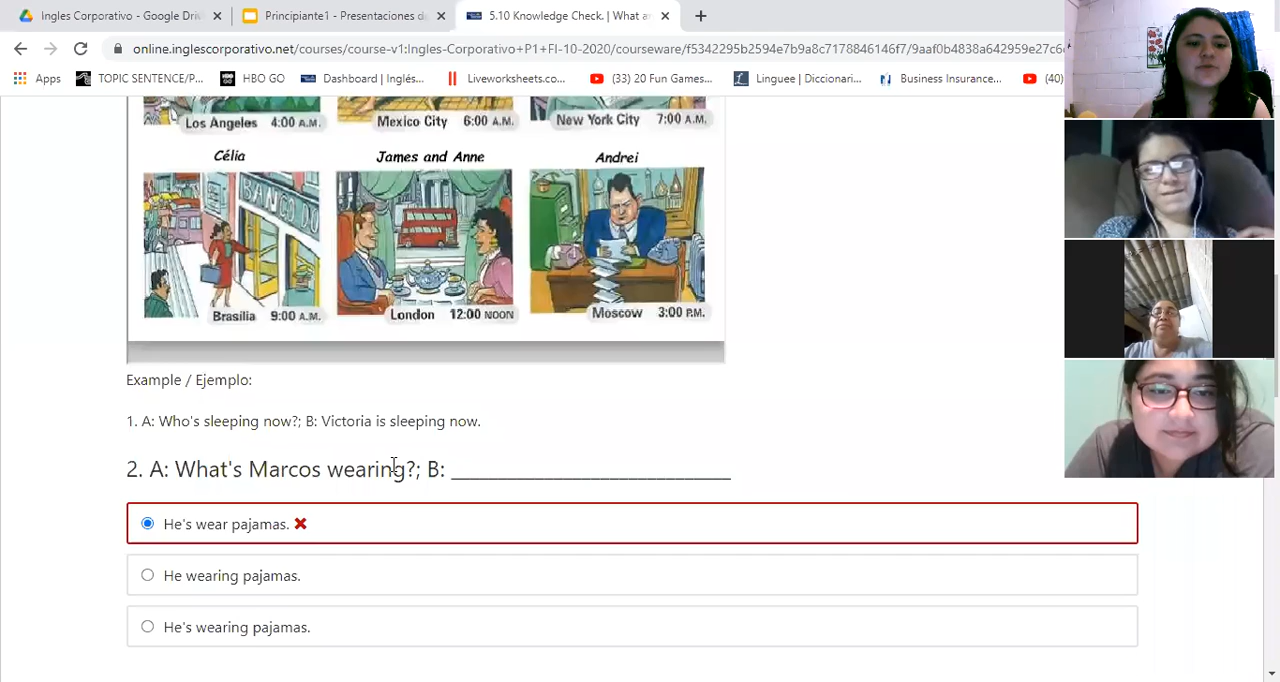 Ingles Corporativo - Google Driv
Principiante1 - Presentaciones d
5.10 Knowledge Check. | What a
online.inglescorporativo.net/courses/course-v1:Ingles-Corporativo+P1+FI-10-2020/courseware/f5342295b2594e7b9a8c7178846146f7/9aaf0b4838a642959e27c6
Apps
TOPIC SENTENCE/P...
HBO GO
Dashboard | Inglés...
Liveworksheets.co...
(33) 20 Fun Games...
Linguee | Diccionari...
Business Insurance...
(40)
Los Angeles 4:00 A.M.
Mexico City 6:00 A.M.
New York City 7:00 A.M.
Célia
James and Anne
Andrei
BANCO DO
Brasília 9:00 A.M.
London 12:00 NOON
Moscow 3:00 P.M.
Example / Ejemplo:
1. A: Who's sleeping now?; B: Victoria is sleeping now.
2. A: What's Marcos wearing?; B: ____________________________
He's wear pajamas.
He wearing pajamas.
He's wearing pajamas.